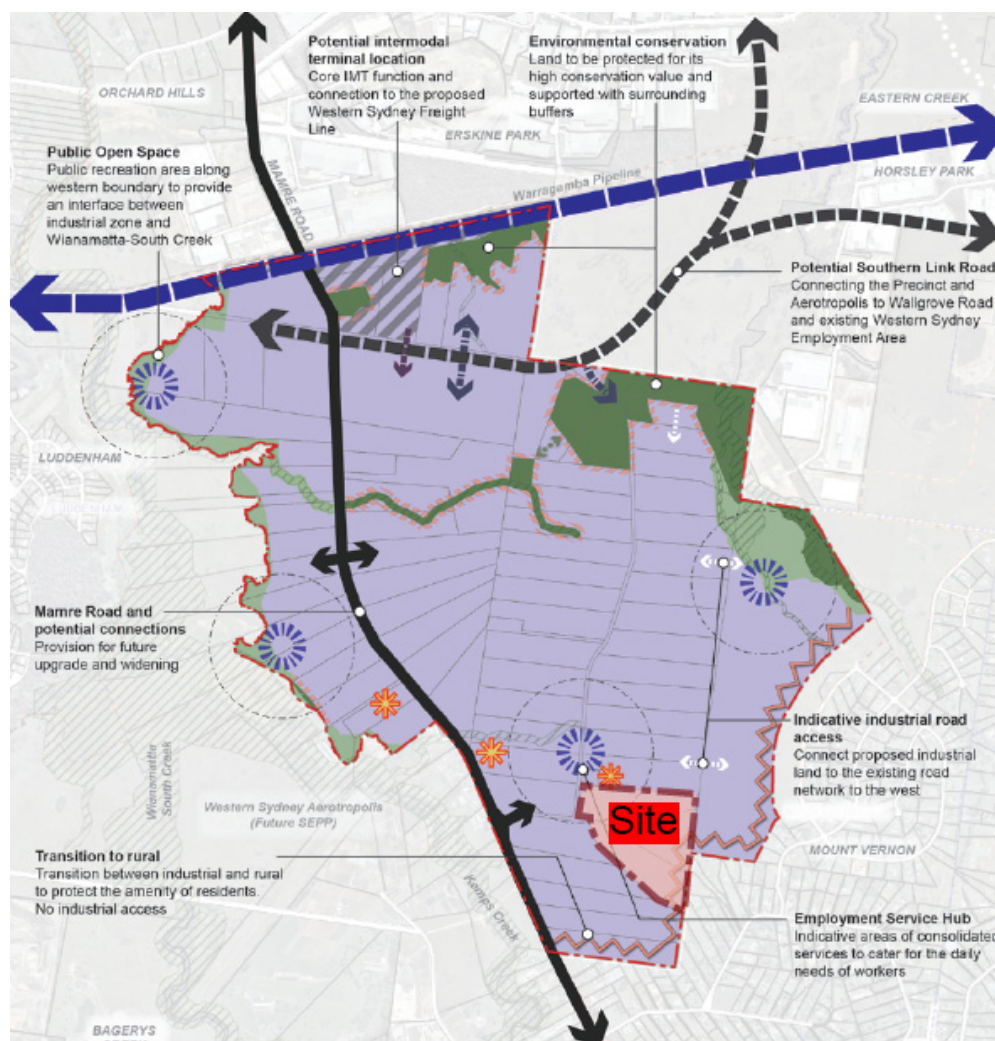 Potential intermodal
terminal location
Core IMT function and
connection to the proposed
Western Sydney Freight
Line
Environmental conservation
Land to be protected for its
high conservation value and
supported with surrounding
buffers
ORCHARD HILLS
EASTERN CREEK
ERSKINE PARK
MAMRE ROAD
Public Open Space
Public recreation area along
western boundary to provide
an interface between
industrial zone and
Wianamatta-South Creek
Warragamba Pipeline
HORSLEY PARK
Potential Southern Link Road
Connecting the Precinct and
Aerotropolis to Wallgrove Road
and existing Western Sydney
Employment Area
LUDDENHAM
Mamre Road and
potential connections
Provision for future
upgrade and widening
Indicative industrial road
access
Connect proposed industrial
land to the existing road
network to the west
Wianamatta
South Creek
Western Sydney Aerotropolis
(Future SEPP)
Site
MOUNT VERNON
Transition to rural
Transition between industrial and rural
to protect the amenity of residents.
No industrial access
Kemps Creek
Employment Service Hub
Indicative areas of consolidated
services to cater for the daily
needs of workers
BAGERYS